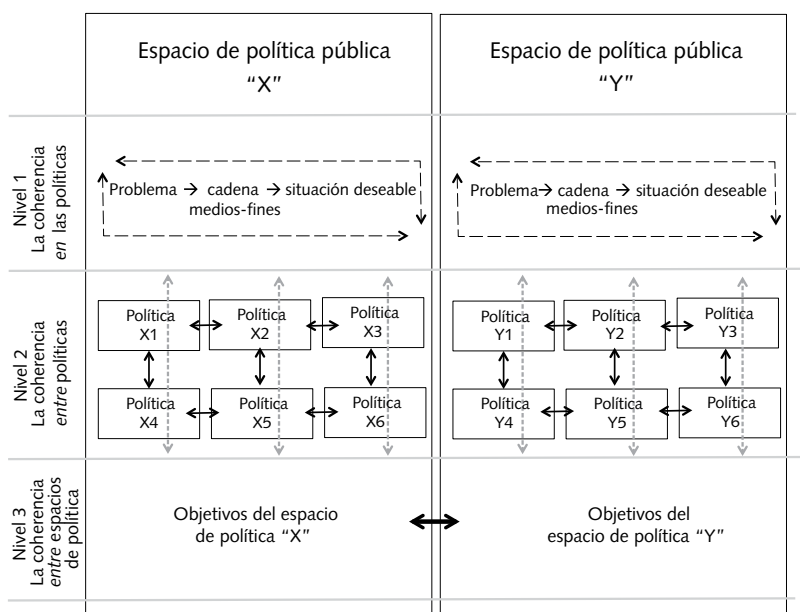 Espacio de política pública
“X”
Espacio de política pública
“Y”
Nivel 1
La coherencia
en las políticas
Problema → cadena → situación deseable
medios-fines
Problema → cadena → situación deseable
medios-fines
Nivel 2
La coherencia
entre políticas
Política
X1
Política
X2
Política
X3
Política
Y1
Política
Y2
Política
Y3
Política
X4
Política
X5
Política
X6
Política
Y4
Política
Y5
Política
Y6
Nivel 3
La coherencia
entre espacios
de política
Objetivos del espacio
de política “X”
Objetivos del
espacio de política “Y”